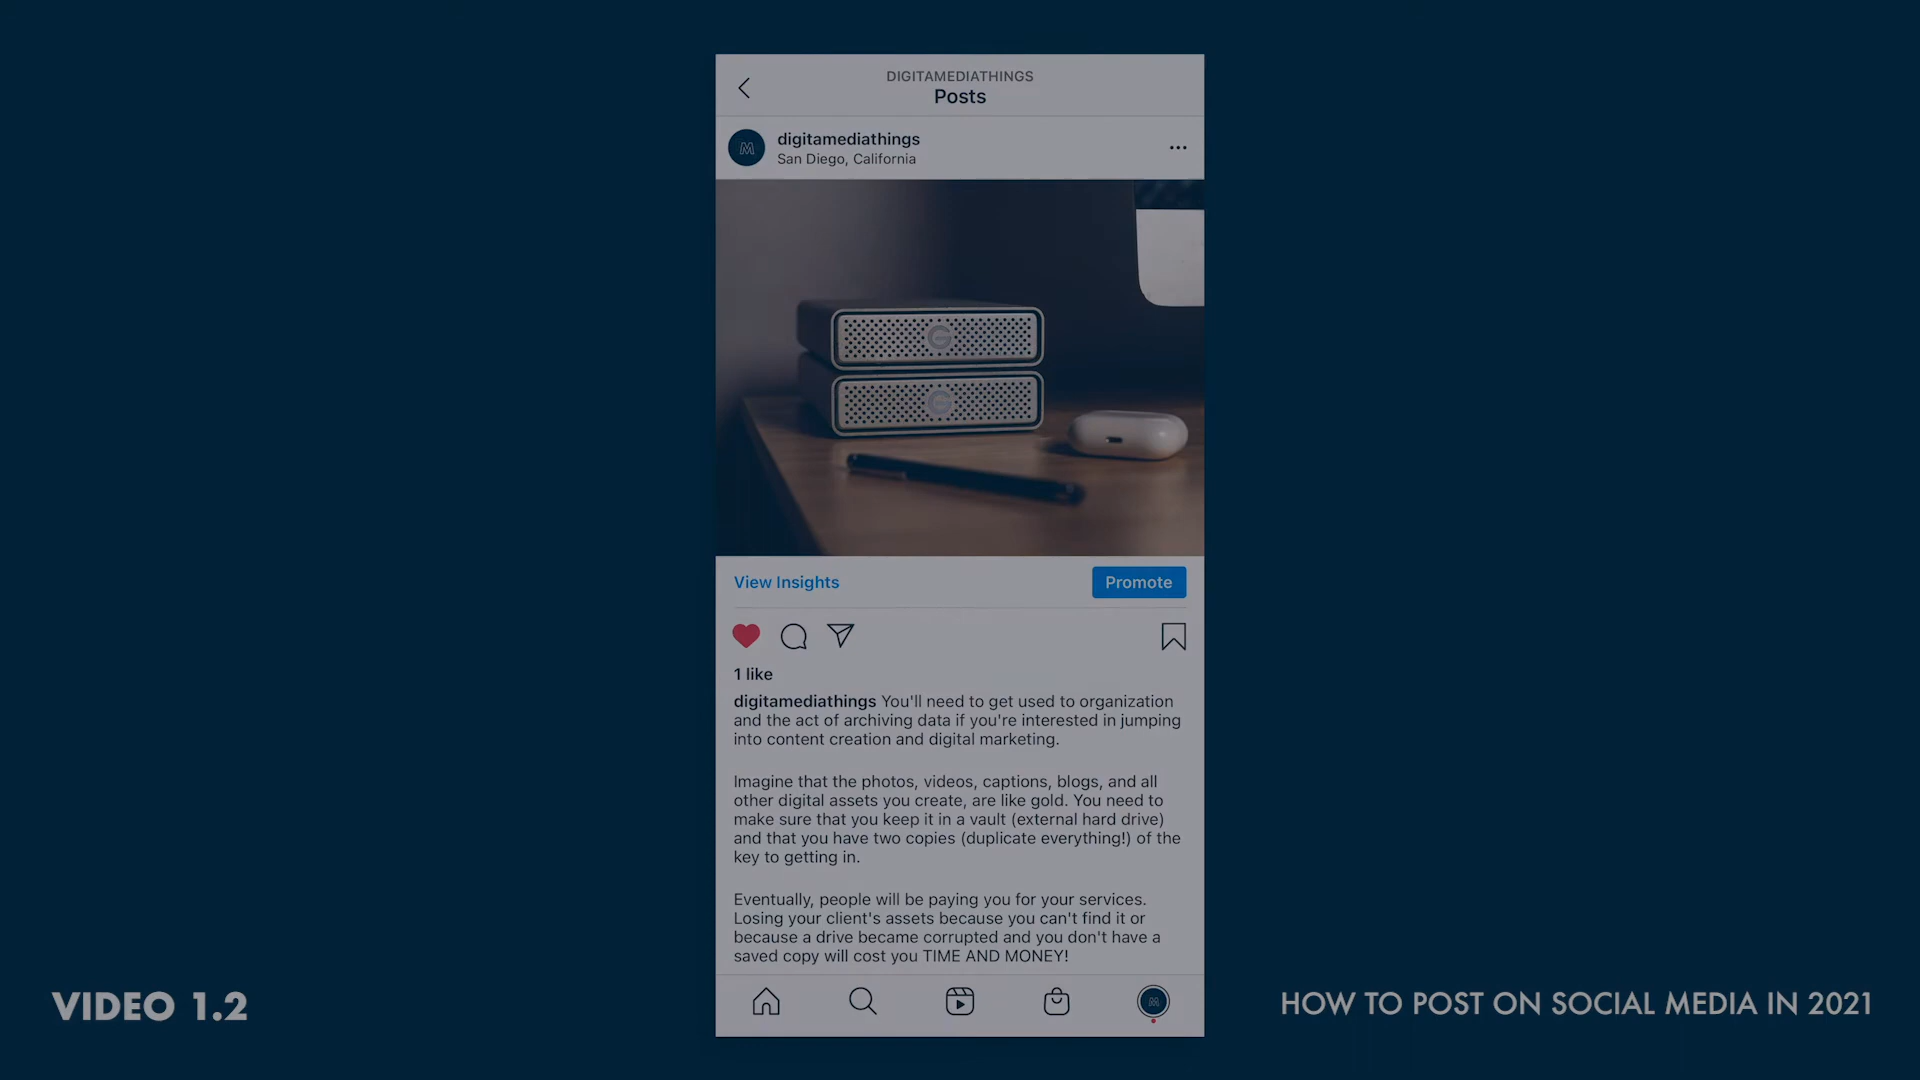 DIGITAMEDIATHINGS
Posts
digitamediathings
San Diego, California
View Insights
Promote
1 like
digitamediathings You'll need to get used to organization
and the act of archiving data if you're interested in jumping
into content creation and digital marketing.
Imagine that the photos, videos, captions, blogs, and all
other digital assets you create, are like gold. You need to
make sure that you keep it in a vault (external hard drive)
and that you have two copies (duplicate everything!) of the
key to getting in.
Eventually, people will be paying you for your services.
Losing your client's assets because you can't find it or
because a drive became corrupted and you don't have a
saved copy will cost you TIME AND MONEY!
VIDEO 1.2
HOW TO POST ON SOCIAL MEDIA IN 2021